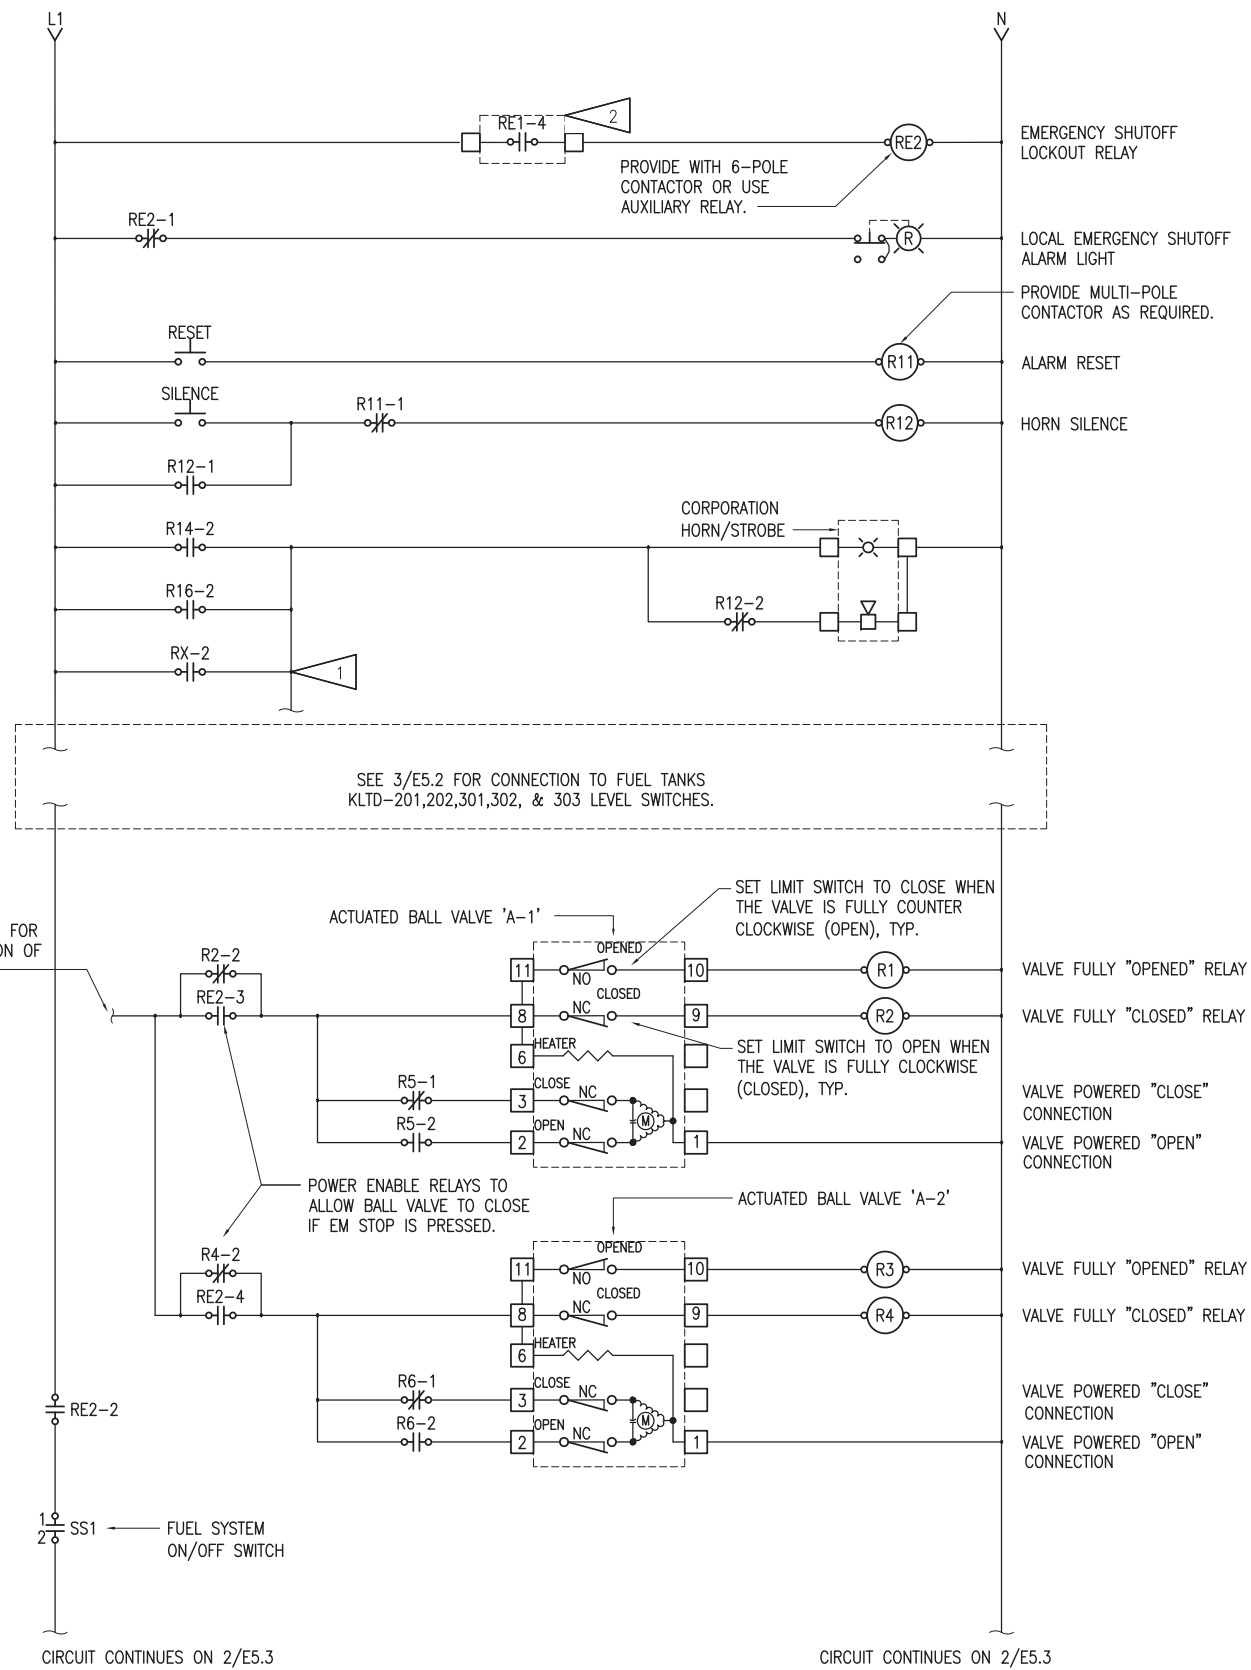 L1
N
RE1-4
2
RE2
EMERGENCY SHUTOFF
LOCKOUT RELAY
PROVIDE WITH 6-POLE
CONTACTOR OR USE
AUXILIARY RELAY.
RE2-1
R
LOCAL EMERGENCY SHUTOFF
ALARM LIGHT
PROVIDE MULTI-POLE
CONTACTOR AS REQUIRED.
RESET
R11
ALARM RESET
SILENCE
R11-1
R12
HORN SILENCE
R12-1
R14-2
CORPORATION
HORN/STROBE
R16-2
R12-2
RX-2
1
SEE 3/E5.2 FOR CONNECTION TO FUEL TANKS
KLTD-201,202,301,302, & 303 LEVEL SWITCHES.
SET LIMIT SWITCH TO CLOSE WHEN
THE VALVE IS FULLY COUNTER
CLOCKWISE (OPEN), TYP.
ACTUATED BALL VALVE 'A-1'
FOR
ON OF
R2-2
OPENED
11
NO
10
R1
VALVE FULLY "OPENED" RELAY
RE2-3
CLOSED
8
NC
9
R2
VALVE FULLY "CLOSED" RELAY
HEATER
6
SET LIMIT SWITCH TO OPEN WHEN
THE VALVE IS FULLY CLOCKWISE
(CLOSED), TYP.
R5-1
CLOSE
3
NC
M
VALVE POWERED "CLOSE"
CONNECTION
R5-2
OPEN
2
NC
1
VALVE POWERED "OPEN"
CONNECTION
POWER ENABLE RELAYS TO
ALLOW BALL VALVE TO CLOSE
IF EM STOP IS PRESSED.
ACTUATED BALL VALVE 'A-2'
R4-2
OPENED
11
NO
10
R3
VALVE FULLY "OPENED" RELAY
RE2-4
CLOSED
8
NC
9
R4
VALVE FULLY "CLOSED" RELAY
HEATER
6
R6-1
CLOSE
3
NC
M
VALVE POWERED "CLOSE"
CONNECTION
RE2-2
R6-2
OPEN
2
NC
1
VALVE POWERED "OPEN"
CONNECTION
1
2
SS1
FUEL SYSTEM
ON/OFF SWITCH
CIRCUIT CONTINUES ON 2/E5.3
CIRCUIT CONTINUES ON 2/E5.3